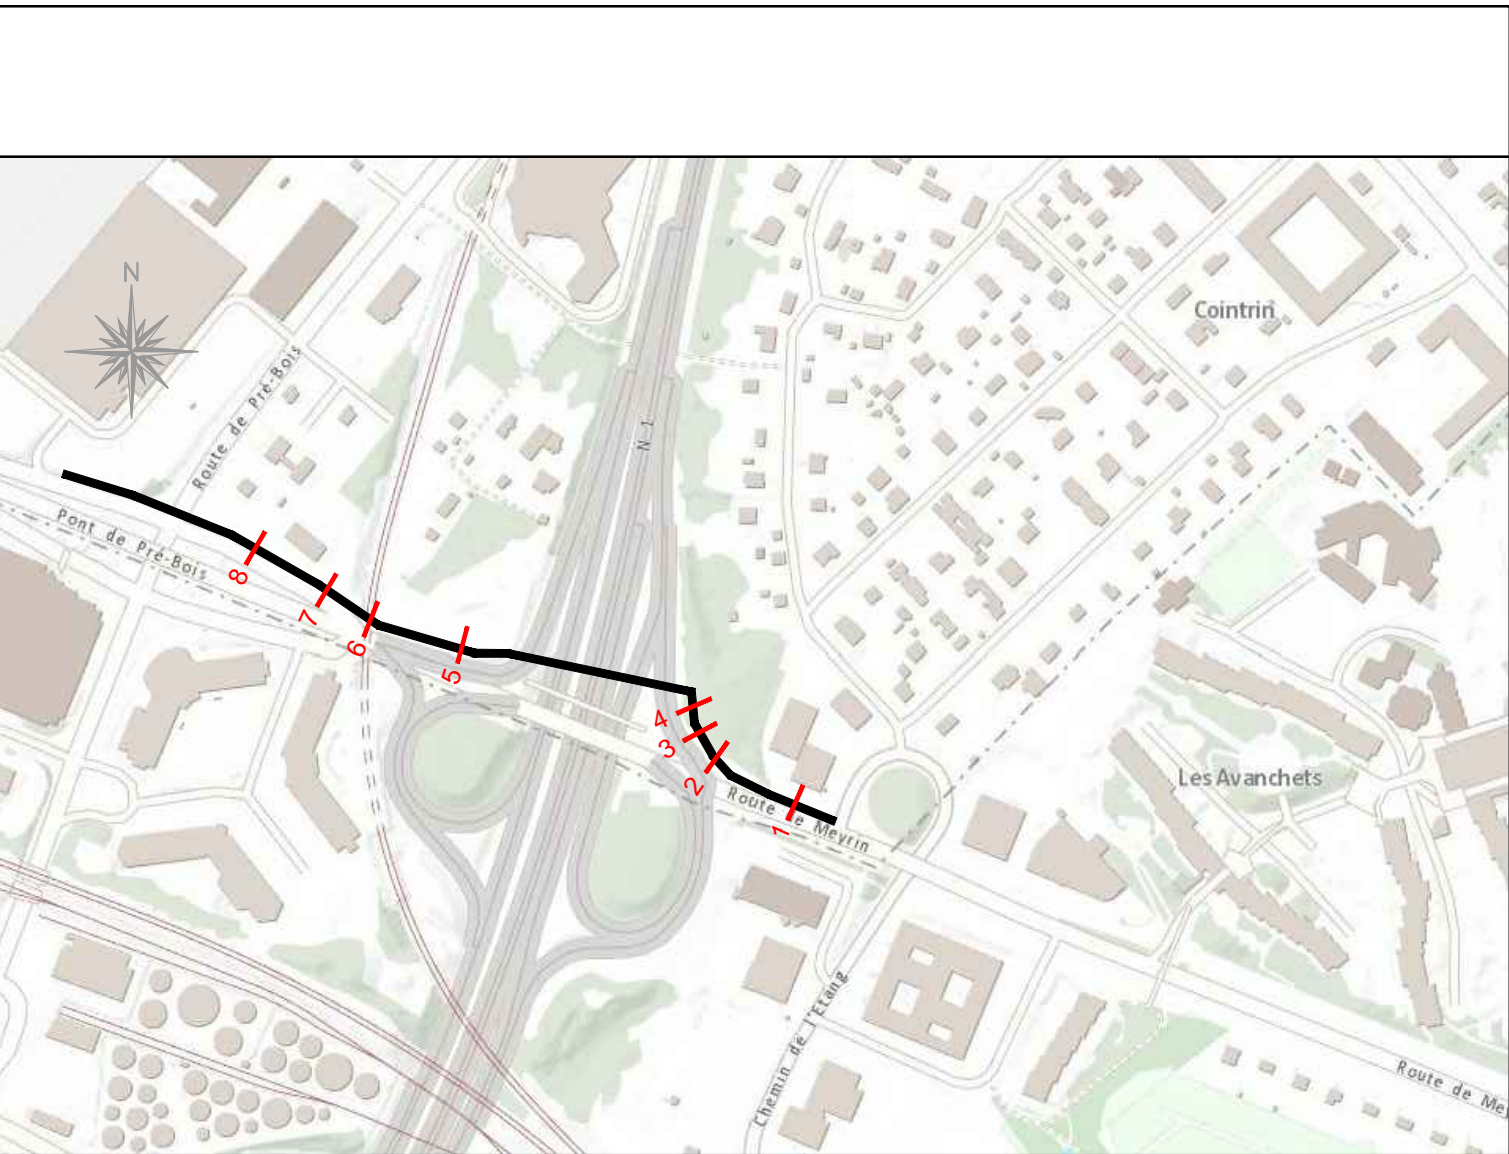 N
Cointrin
Route de Pré-Bois
N 1
Pont de Pré-Bois
8
7
6
5
4
3
2
1
Route de Meyrin
Les Avanchets
Chemin de l'Etang
Route de Mey